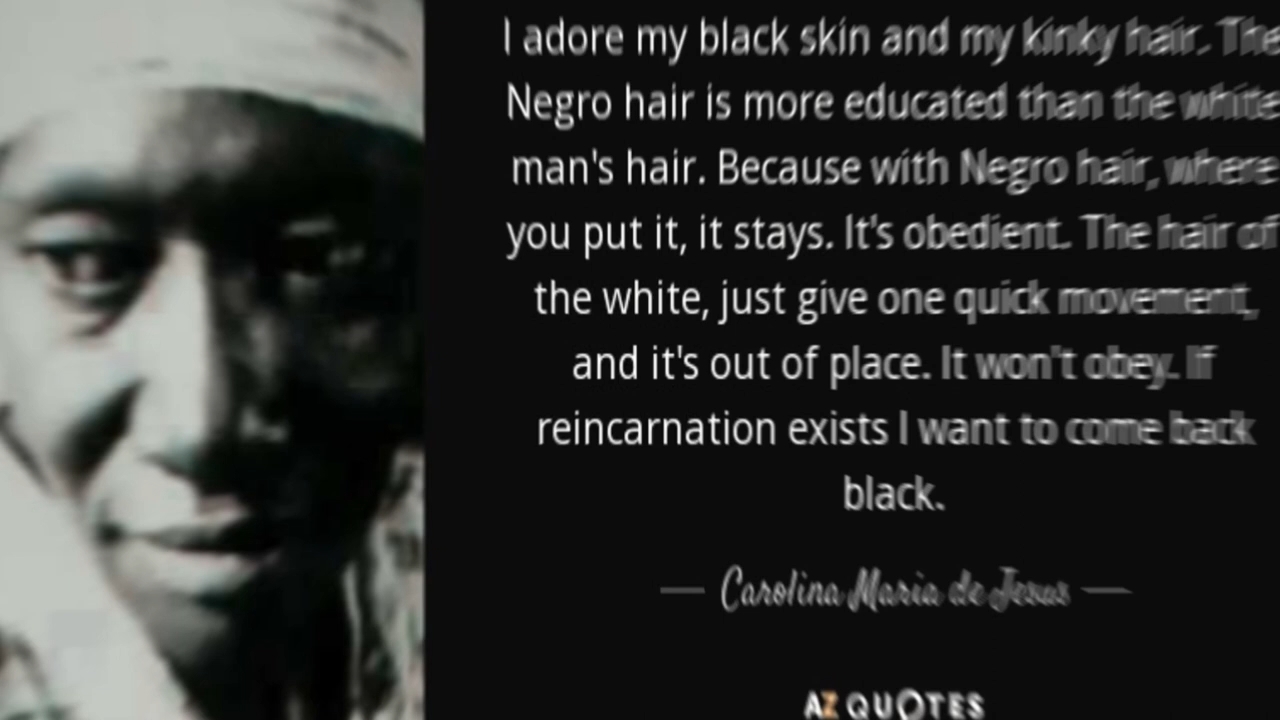 I adore my black skin and my kinky hair. The
Negro hair is more educated than the white
man's hair. Because with Negro hair, where
you put it, it stays. It's obedient. The hair of
the white, just give one quick movement,
and it's out of place. It won't obey. If
reincarnation exists I want to come back
black.
— Carolina Maria de Jesus —
AZ QUOTES